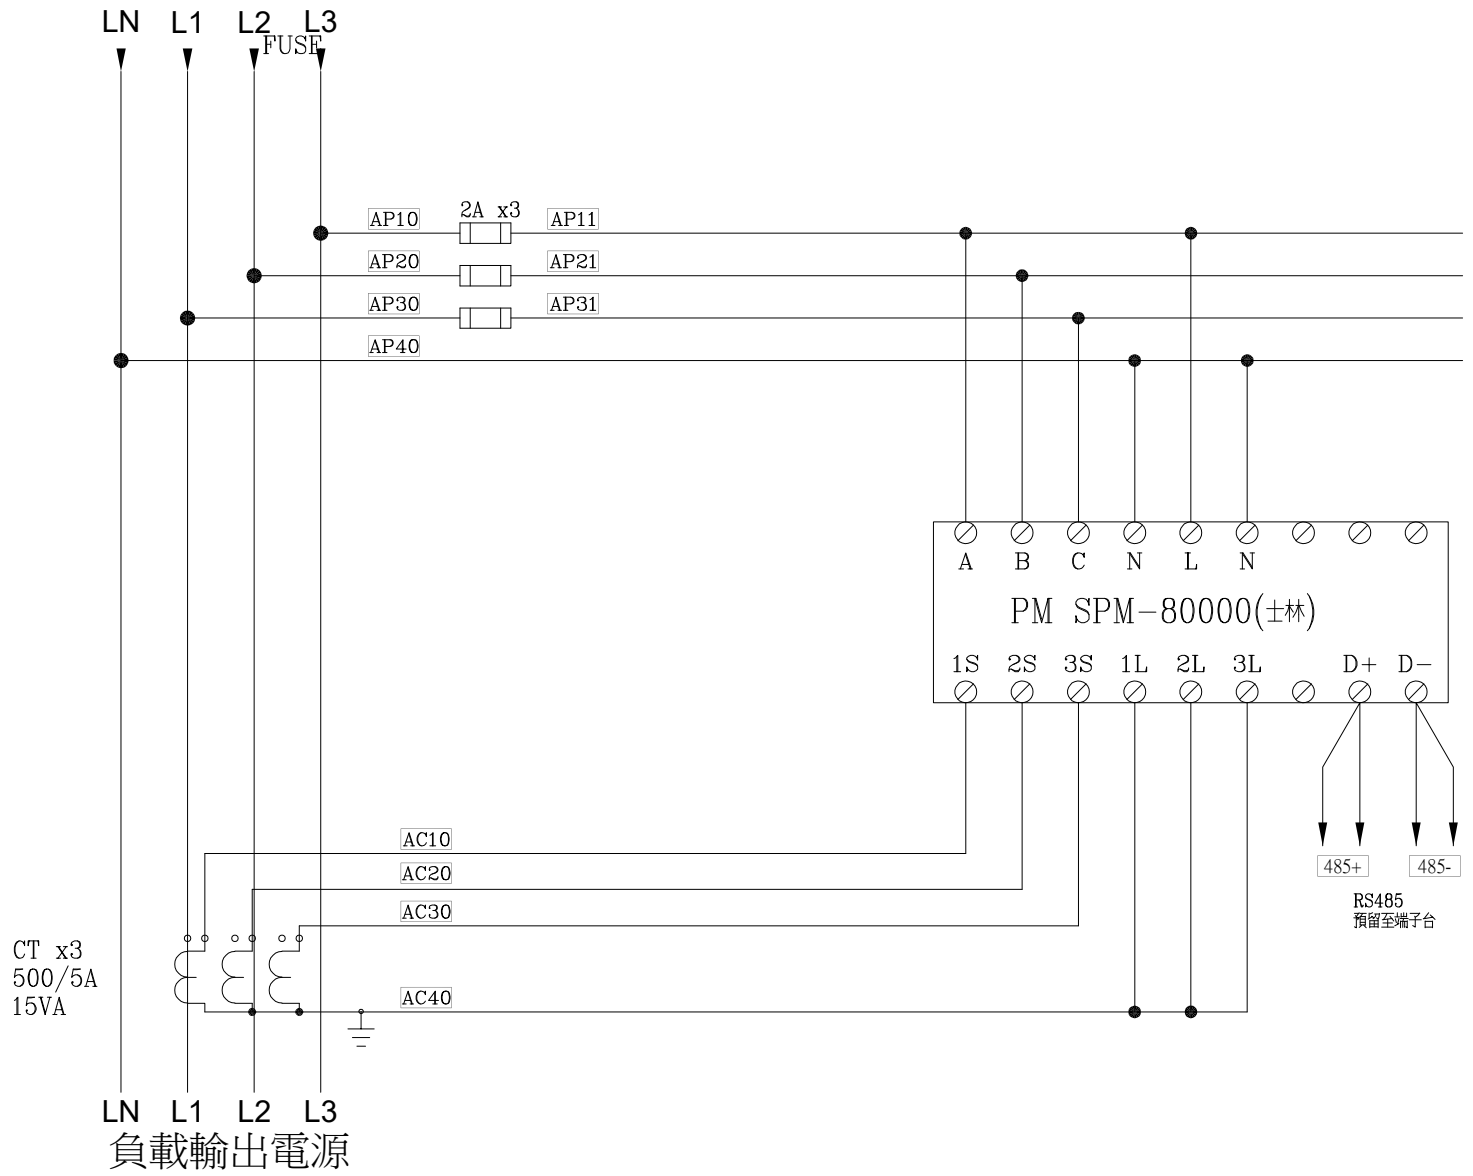 LN L1 L2 L3
FUSE
2A x3
AP10 AP11
AP20 AP21
AP30 AP31
AP40
A B C N L N
PM SPM-80000(士林)
1S 2S 3S 1L 2L 3L D+ D-
AC10
485+ 485-
AC20
RS485
AC30
預留至端子台
CT x3
500/5A
15VA
AC40
LN L1 L2 L3
負載輸出電源